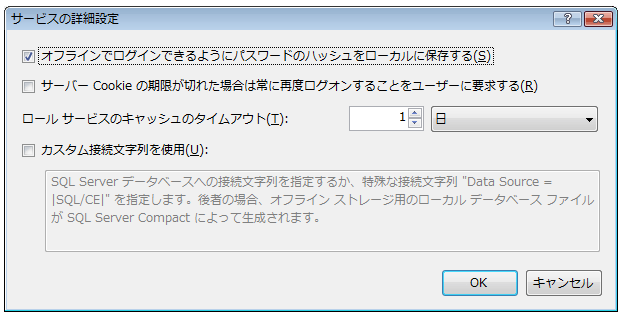 サービスの詳細設定
オフラインでログインできるようにパスワードのハッシュをローカルに保存する(S)
サーバー Cookie の期限が切れた場合は常に再度ログオンすることをユーザーに要求する(R)
ロール サービスのキャッシュのタイムアウト(T): 1 日
カスタム接続文字列を使用(U):
SQL Server データベースへの接続文字列を指定するか、特殊な接続文字列 "Data Source =
|SQL/CE|" を指定します。後者の場合、オフライン ストレージ用のローカル データベース ファイル
が SQL Server Compact によって生成されます。
OK キャンセル